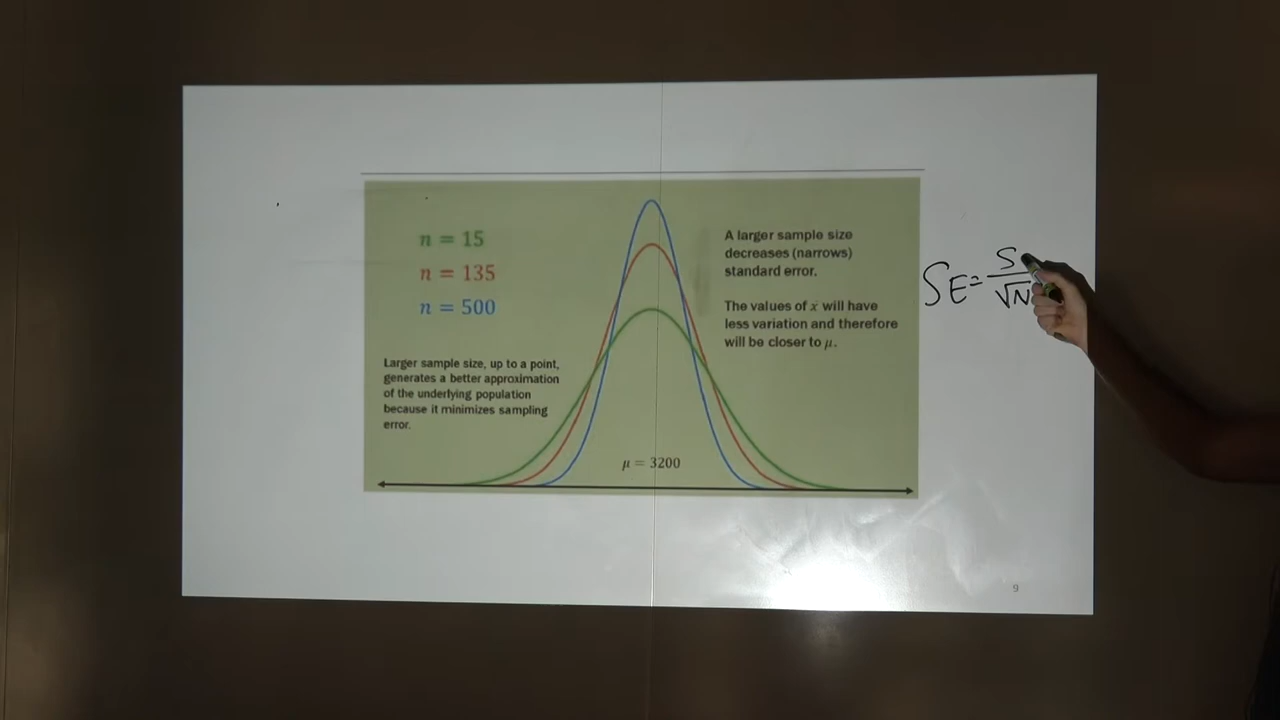 n = 15
n = 135
n = 500
Larger sample size, up to a point,
generates a better approximation
of the underlying population
because it minimizes sampling
error.
A larger sample size
decreases (narrows)
standard error.
The values of x̄ will have
less variation and therefore
will be closer to μ.
μ = 3200
SE = S
√N
9